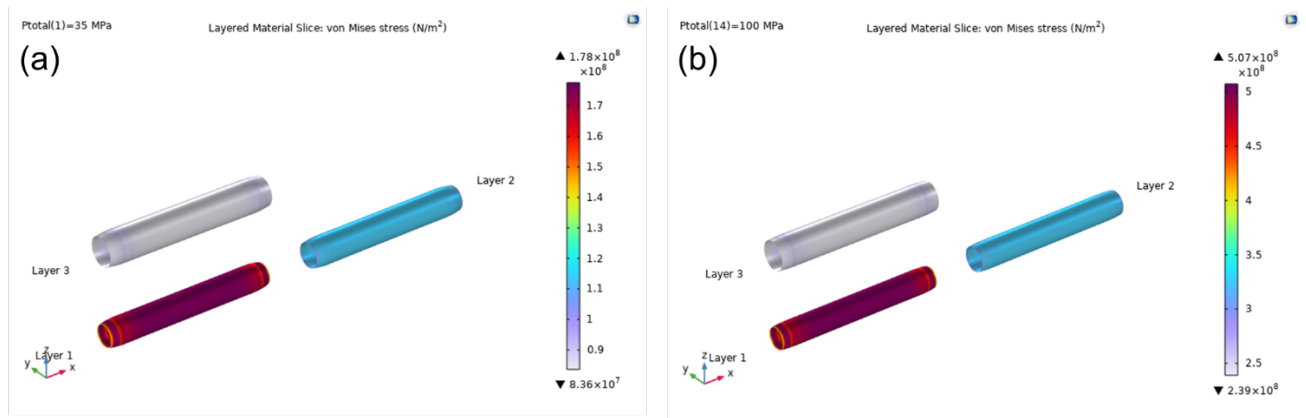 Ptotal(1)=35 MPa
Layered Material Slice: von Mises stress (N/m²)
(a)
▲ 1.78×10⁸
×10⁸
1.7
1.6
1.5
1.4
1.3
1.2
1.1
1
0.9
▼ 8.36×10⁷
Layer 2
Layer 3
Layer 1
y z x
Ptotal(14)=100 MPa
Layered Material Slice: von Mises stress (N/m²)
(b)
▲ 5.07×10⁸
×10⁸
5
4.5
4
3.5
3
2.5
▼ 2.39×10⁸
Layer 2
Layer 3
Layer 1
y z x